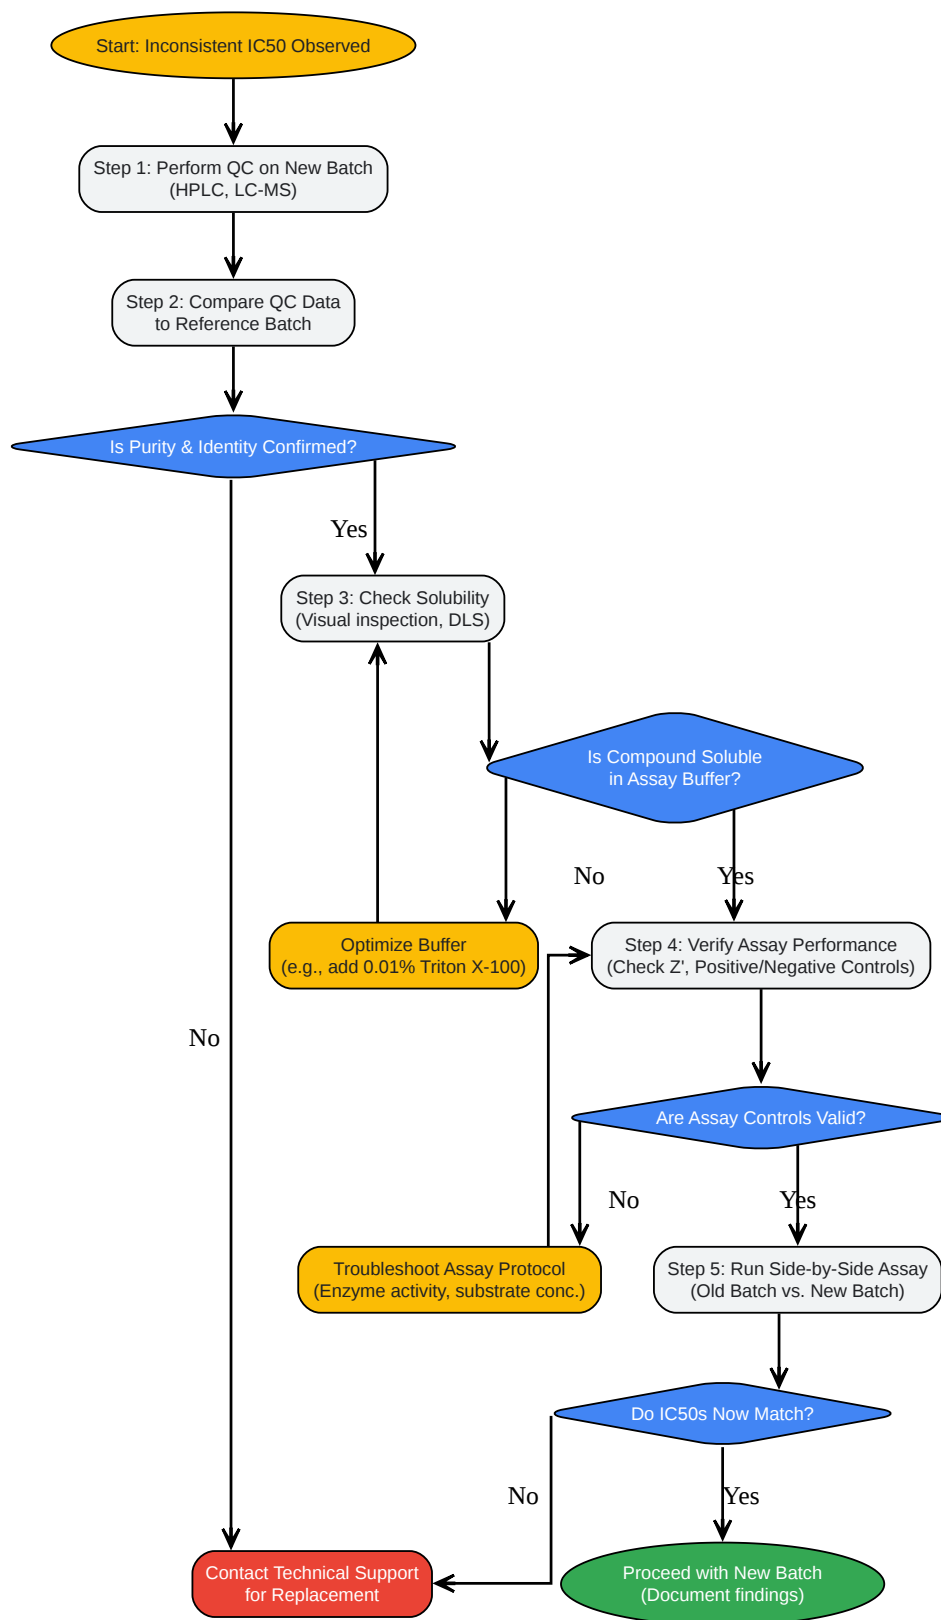 Start: Inconsistent IC50 Observed
Step 1: Perform QC on New Batch
(HPLC, LC-MS)
Step 2: Compare QC Data
to Reference Batch
Is Purity & Identity Confirmed?
Yes
Step 3: Check Solubility
(Visual inspection, DLS)
Is Compound Soluble
in Assay Buffer?
No
Yes
Optimize Buffer
(e.g., add 0.01% Triton X-100)
Step 4: Verify Assay Performance
(Check Z', Positive/Negative Controls)
No
Are Assay Controls Valid?
No
Yes
Troubleshoot Assay Protocol
(Enzyme activity, substrate conc.)
Step 5: Run Side-by-Side Assay
(Old Batch vs. New Batch)
Do IC50s Now Match?
No
Yes
Contact Technical Support
for Replacement
Proceed with New Batch
(Document findings)